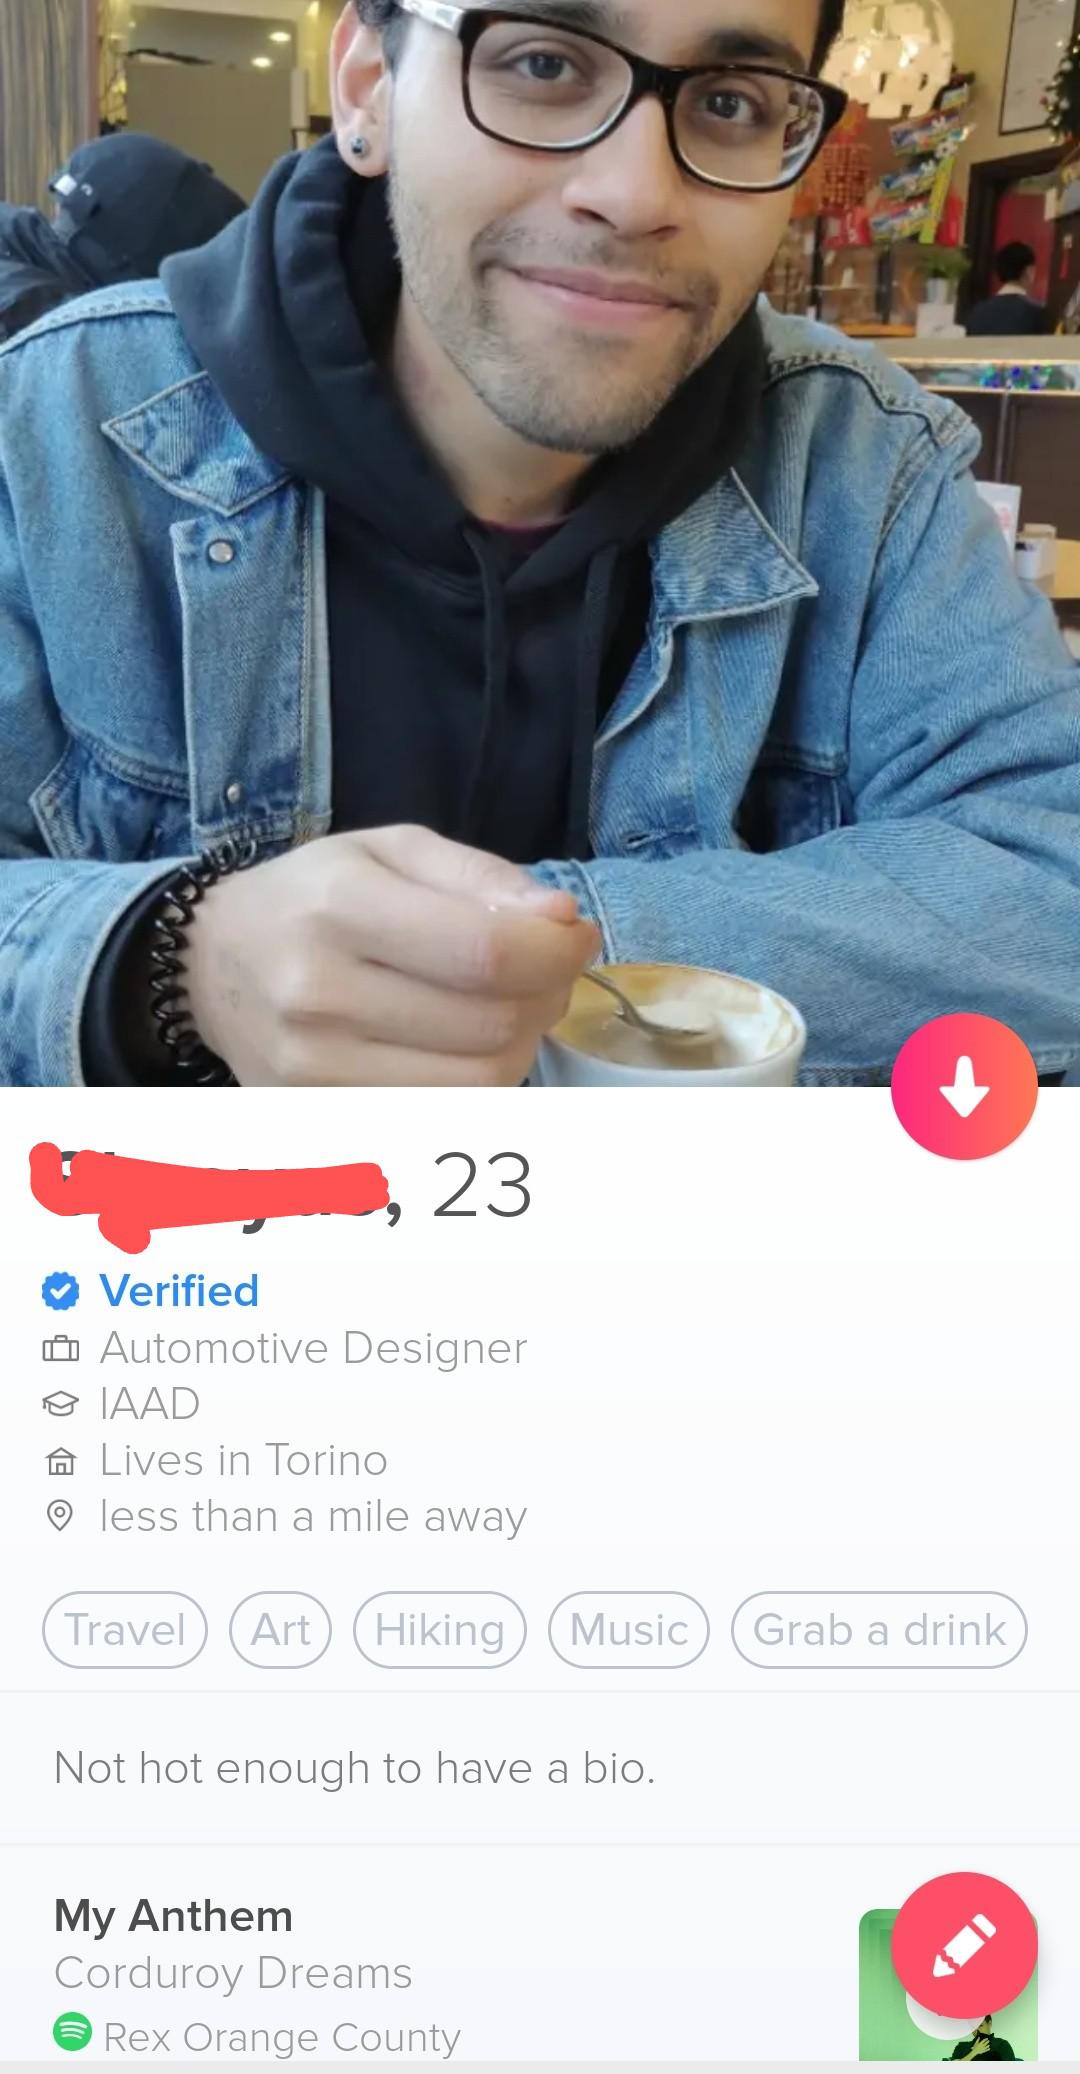 , 23
Verified
Automotive Designer
IAAD
Lives in Torino
less than a mile away
Travel Art Hiking Music Grab a drink
Not hot enough to have a bio.
My Anthem
Corduroy Dreams
Rex Orange County